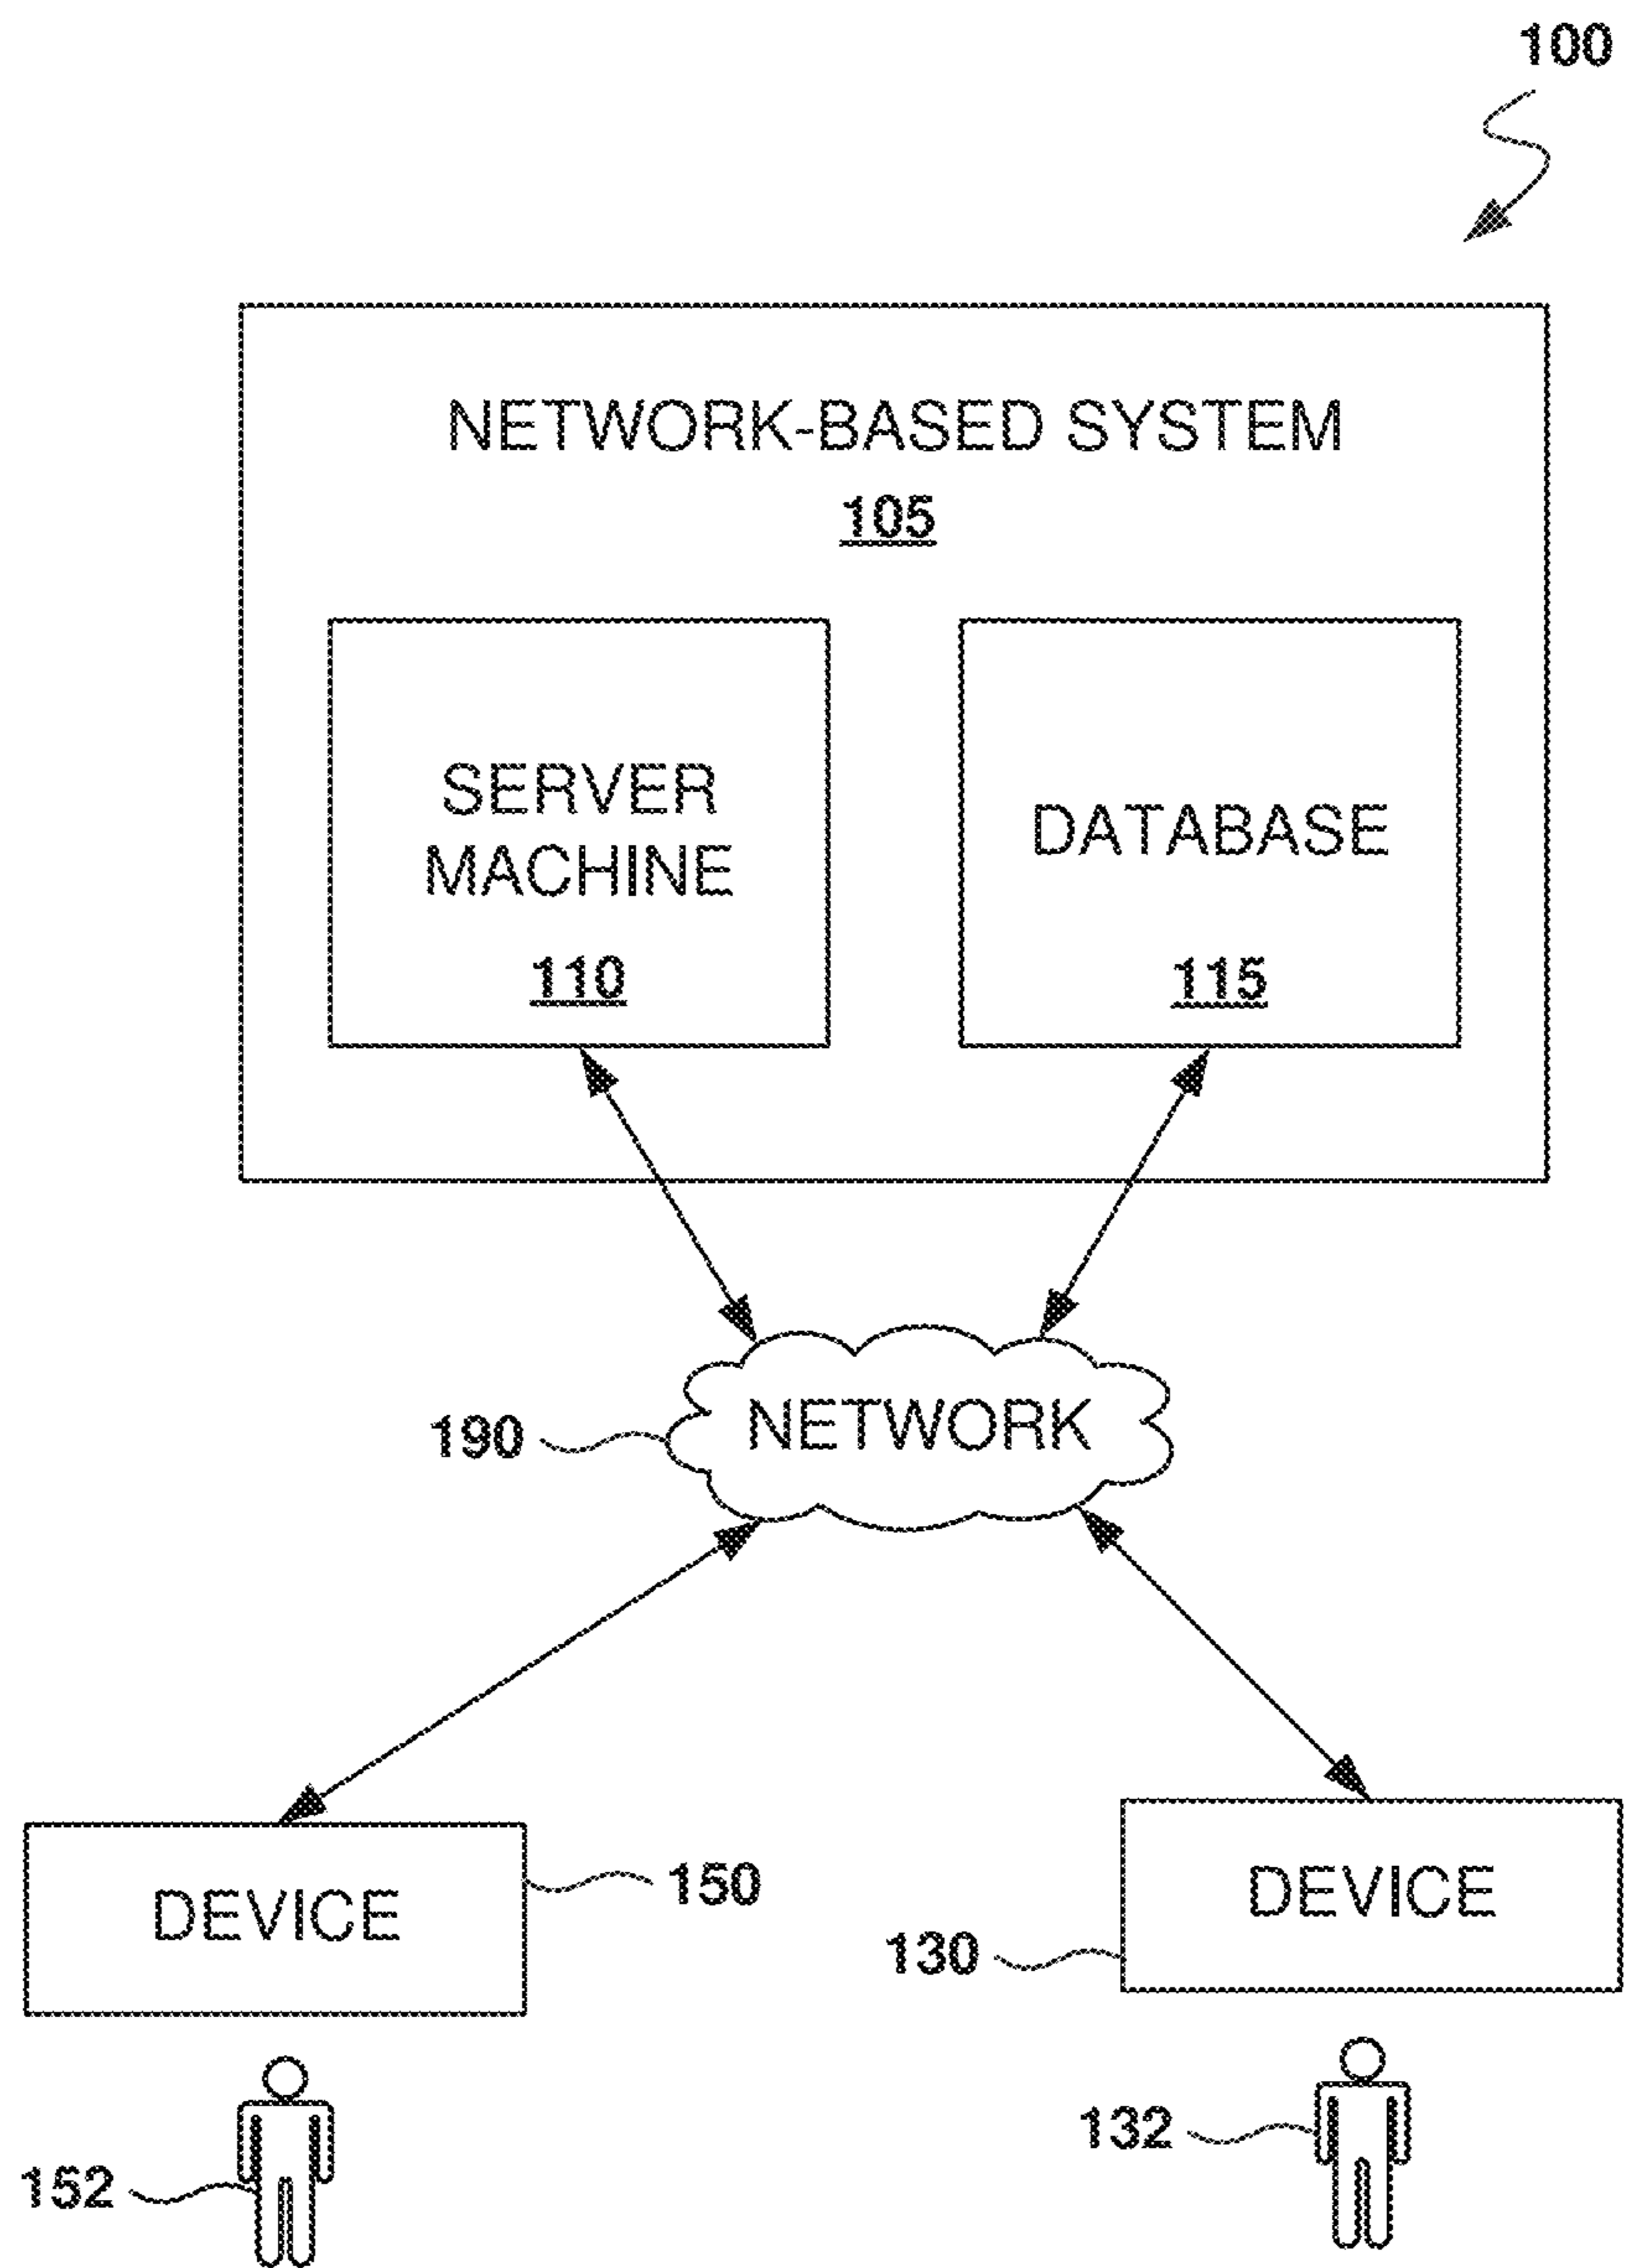 100
NETWORK-BASED SYSTEM
105
SERVER
MACHINE
110
DATABASE
115
190
NETWORK
DEVICE
150
DEVICE
130
152
132